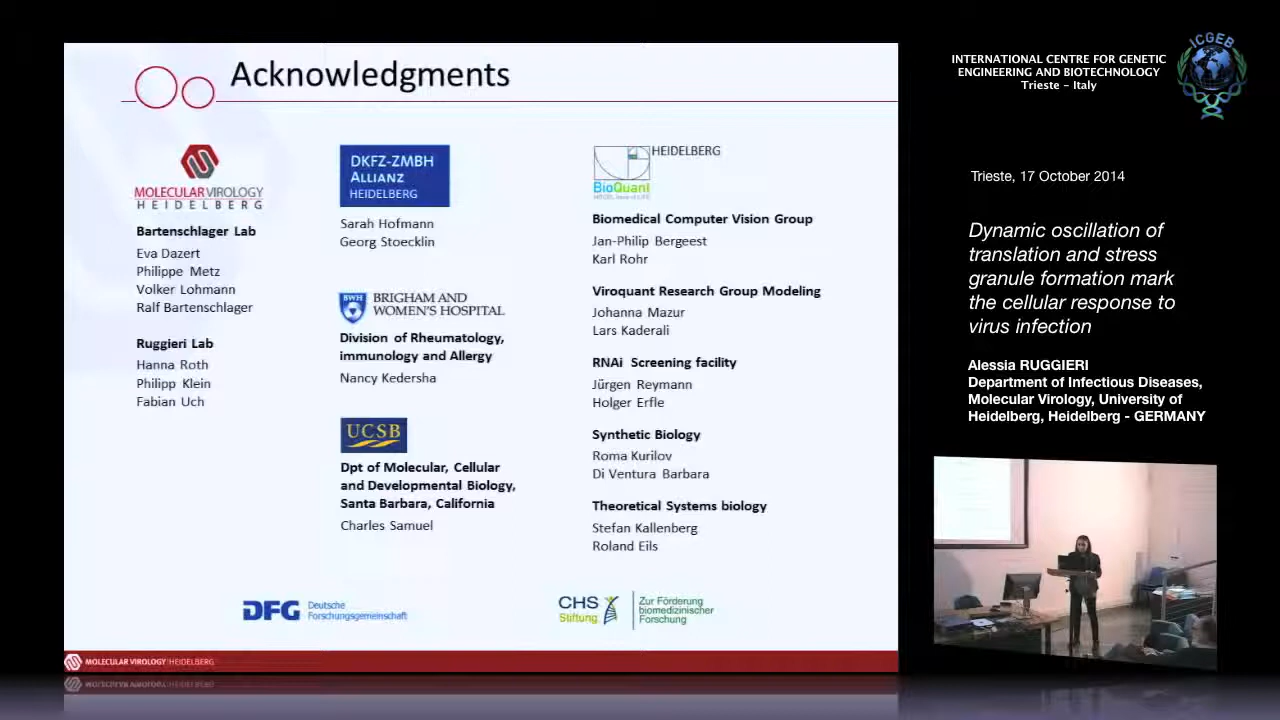 Acknowledgments
MOLECULAR VIROLOGY
HEIDELBERG
Bartenschlager Lab
Eva Dazert
Philippe Metz
Volker Lohmann
Ralf Bartenschlager
Ruggieri Lab
Hanna Roth
Philipp Klein
Fabian Uch
DKFZ-ZMBH
ALLIANZ
HEIDELBERG
Sarah Hofmann
Georg Stoecklin
BWH
BRIGHAM AND
WOMEN'S HOSPITAL
Division of Rheumatology,
immunology and Allergy
Nancy Kedersha
UCSB
Dpt of Molecular, Cellular
and Developmental Biology,
Santa Barbara, California
Charles Samuel
HEIDELBERG
BioQuant
Biomedical Computer Vision Group
Jan-Philip Bergeest
Karl Rohr
Viroquant Research Group Modeling
Johanna Mazur
Lars Kaderali
RNAi Screening facility
Jürgen Reymann
Holger Erfle
Synthetic Biology
Roma Kurilov
Di Ventura Barbara
Theoretical Systems biology
Stefan Kallenberg
Roland Eils
DFG
Deutsche
Forschungsgemeinschaft
CHS
Stiftung
Zur Förderung
biomedizinischer
Forschung
MOLECULAR VIROLOGY HEIDELBERG
INTERNATIONAL CENTRE FOR GENETIC
ENGINEERING AND BIOTECHNOLOGY
Trieste - Italy
ICGEB
Trieste, 17 October 2014
Dynamic oscillation of
translation and stress
granule formation mark
the cellular response to
virus infection
Alessia RUGGIERI
Department of Infectious Diseases,
Molecular Virology, University of
Heidelberg, Heidelberg - GERMANY